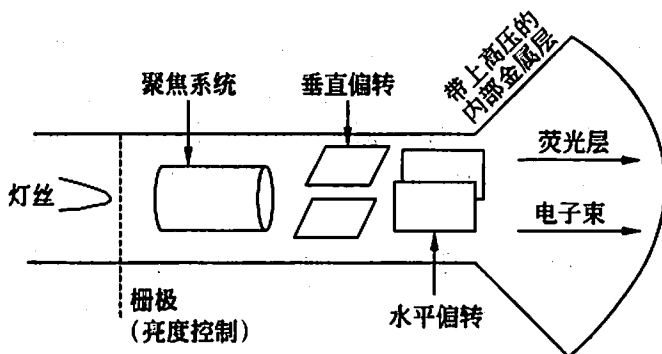 带上高压的
内部金属层
聚焦系统
垂直偏转
荧光层
灯丝
电子束
栅极
(亮度控制)
水平偏转